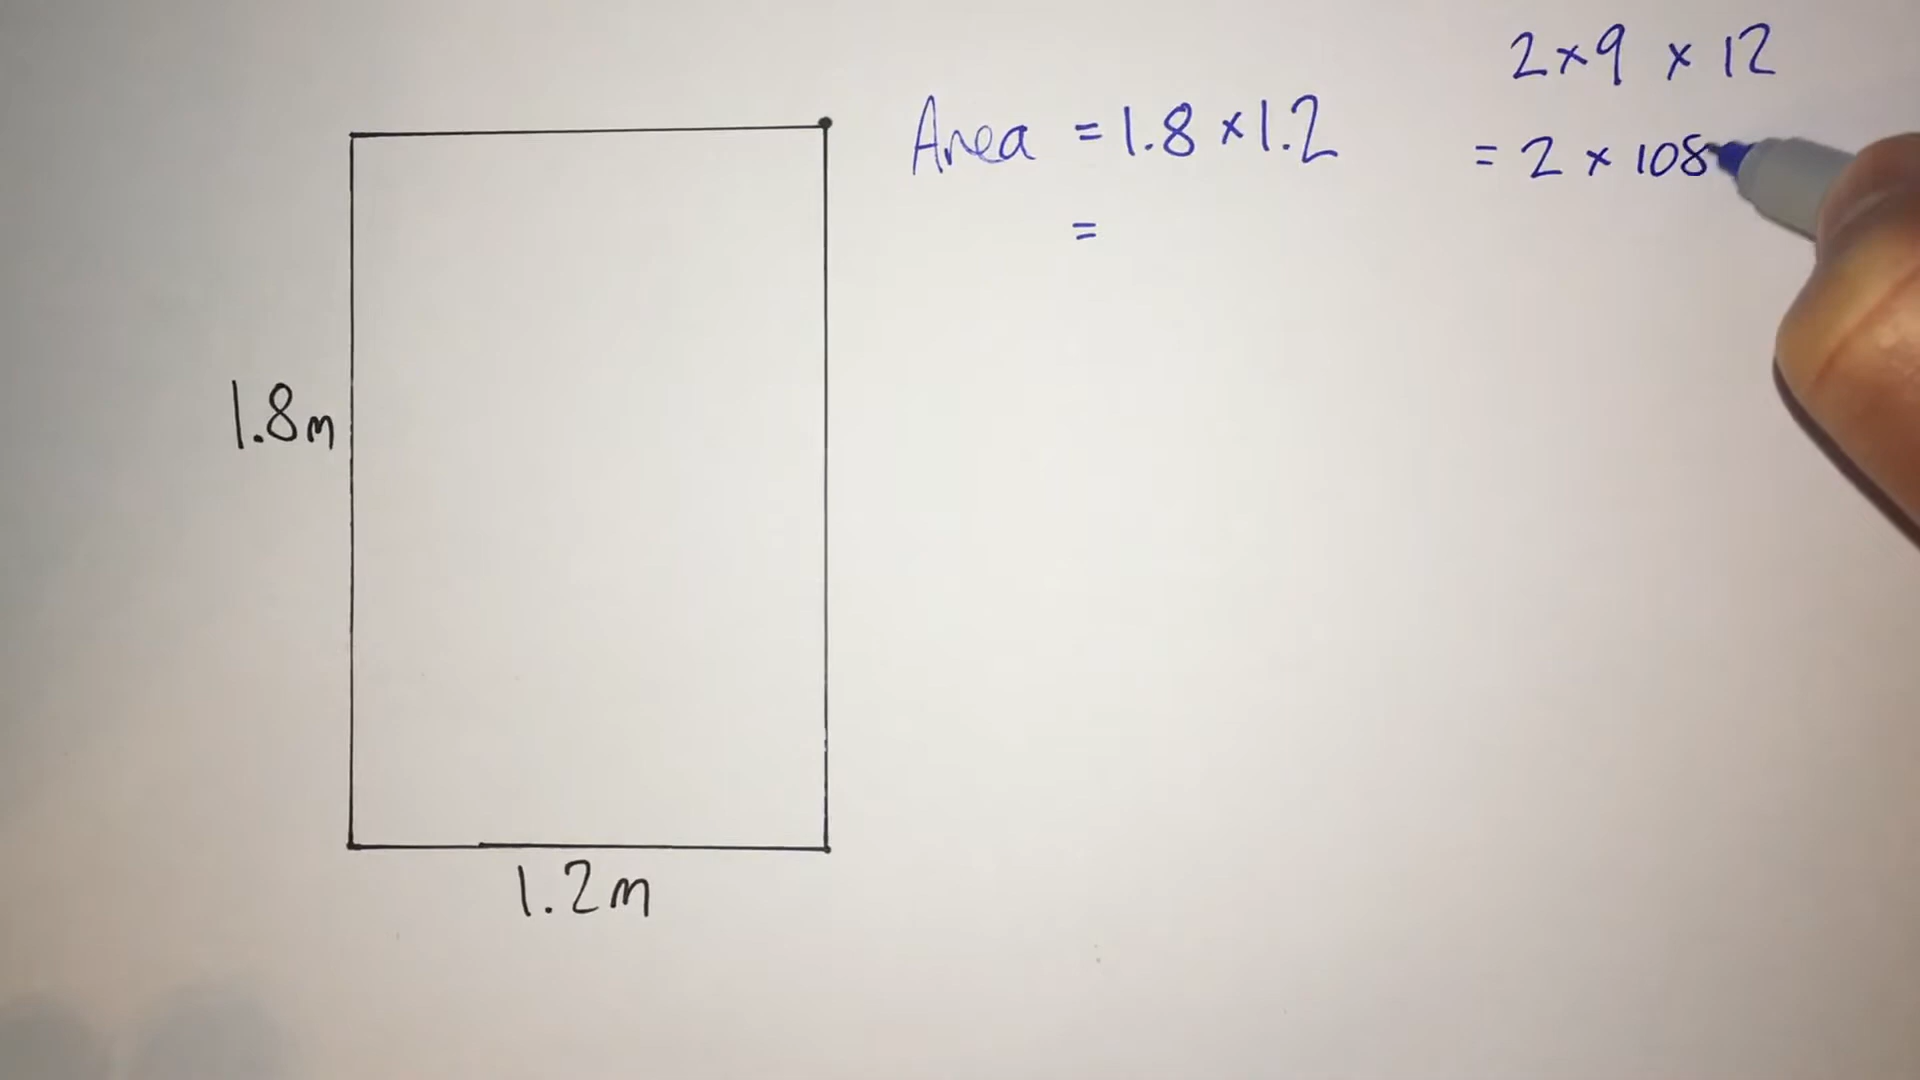 2×9 × 12
Area = 1.8 × 1.2
= 2 × 108
=
1.8m
1.2m